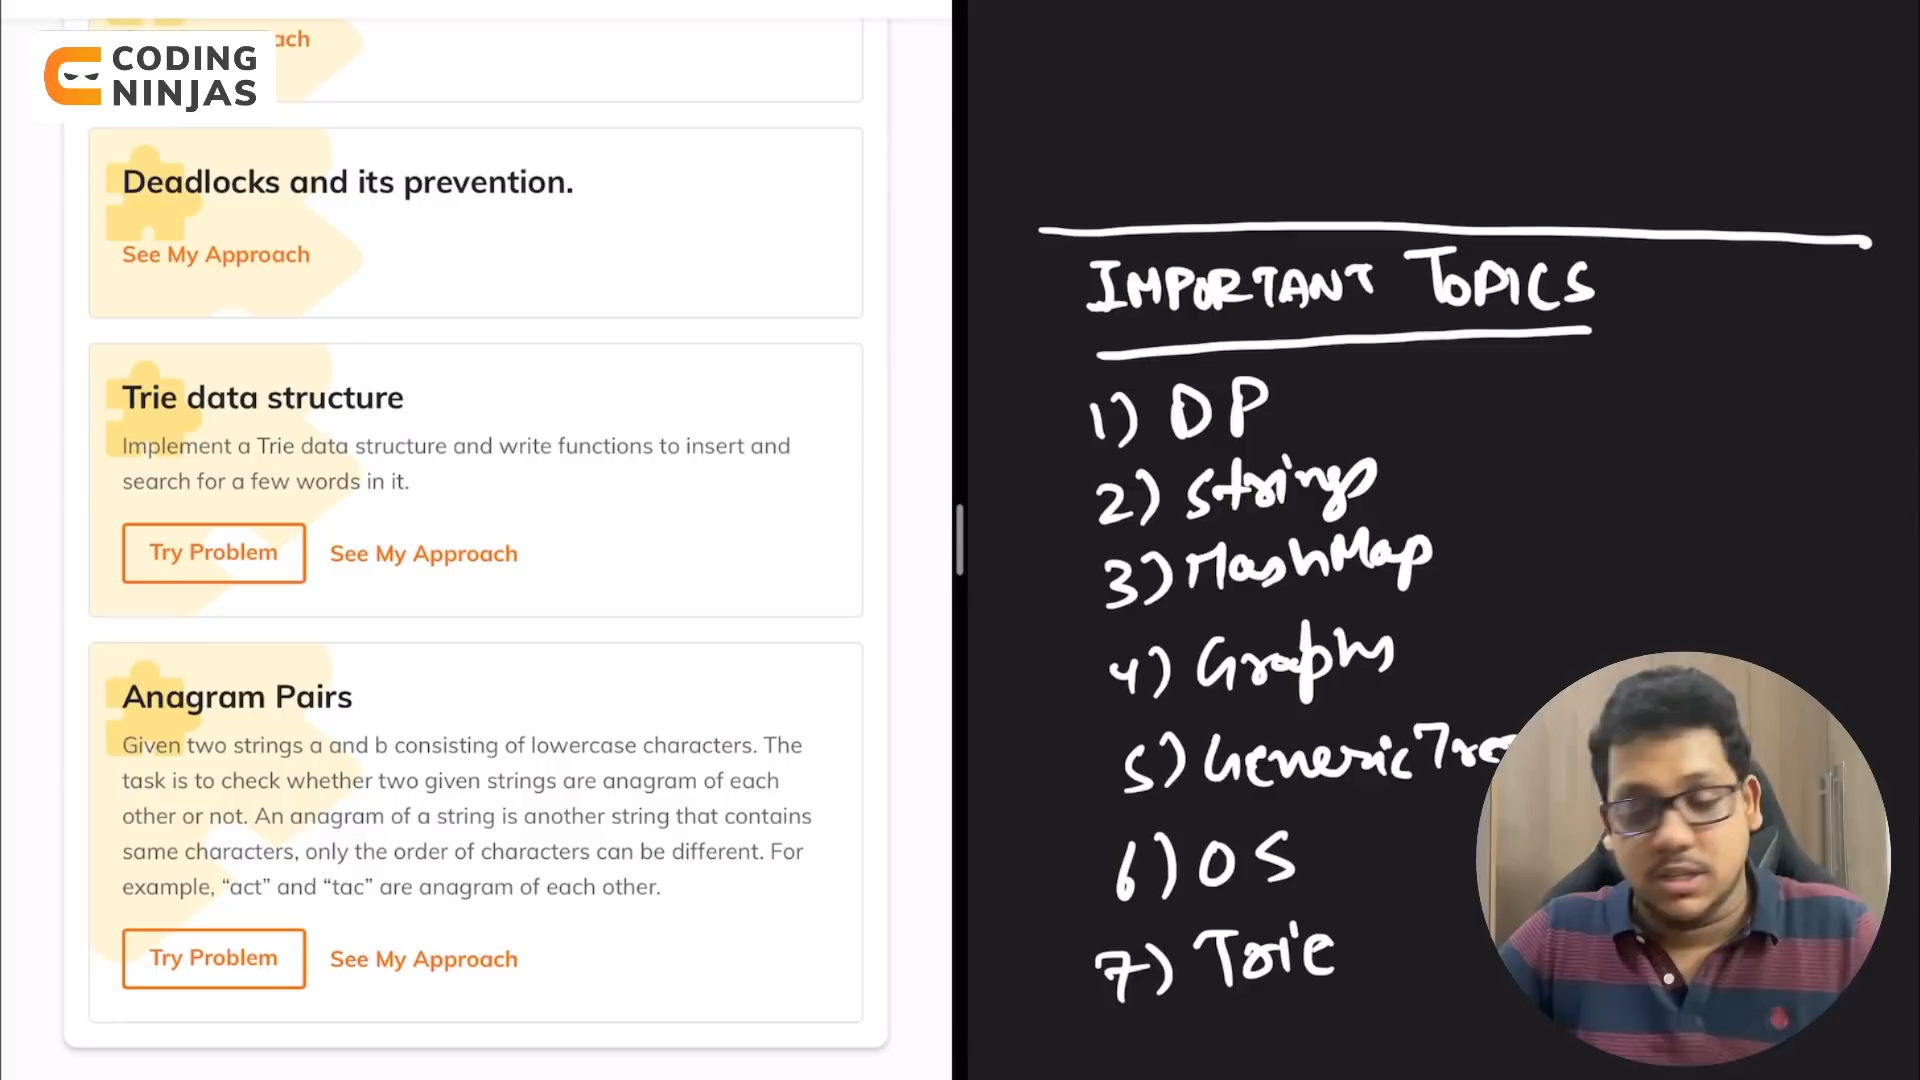 CODING
NINJAS
ach
Deadlocks and its prevention.
See My Approach
Trie data structure
Implement a Trie data structure and write functions to insert and
search for a few words in it.
Try Problem
See My Approach
Anagram Pairs
Given two strings a and b consisting of lowercase characters. The
task is to check whether two given strings are anagram of each
other or not. An anagram of a string is another string that contains
same characters, only the order of characters can be different. For
example, “act” and “tac” are anagram of each other.
Try Problem
See My Approach
IMPORTANT TOPICS
1) DP
2) Strings
3) HashMap
4) Graphs
5) Generic Tree
6) OS
7) Trie